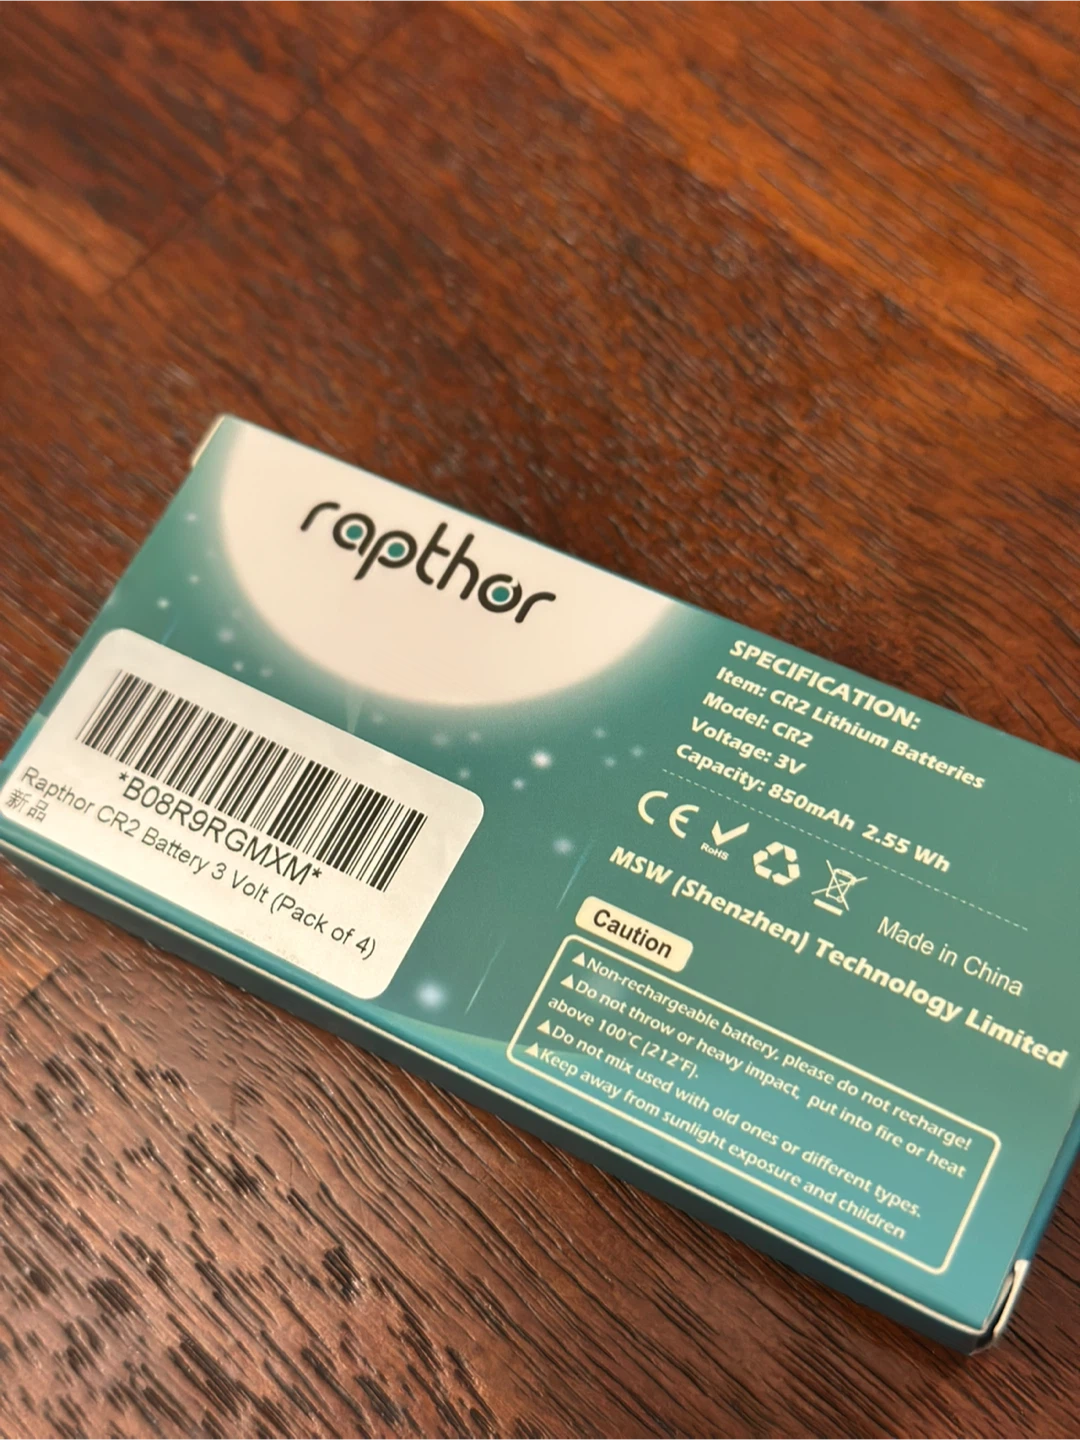 rapthor
*B08R9RGMXM*
Rapthor CR2 Battery 3 Volt (Pack of 4)
新品
SPECIFICATION:
Item: CR2 Lithium Batteries
Model: CR2
Voltage: 3V
Capacity: 850mAh 2.55 Wh
CE
RoHS
Made in China
MSW (Shenzhen) Technology Limited
Caution
▲Non-rechargeable battery, please do not recharge!
▲Do not throw or heavy impact, put into fire or heat
above 100℃ (212℉).
▲Do not mix used with old ones or different types.
▲Keep away from sunlight exposure and children